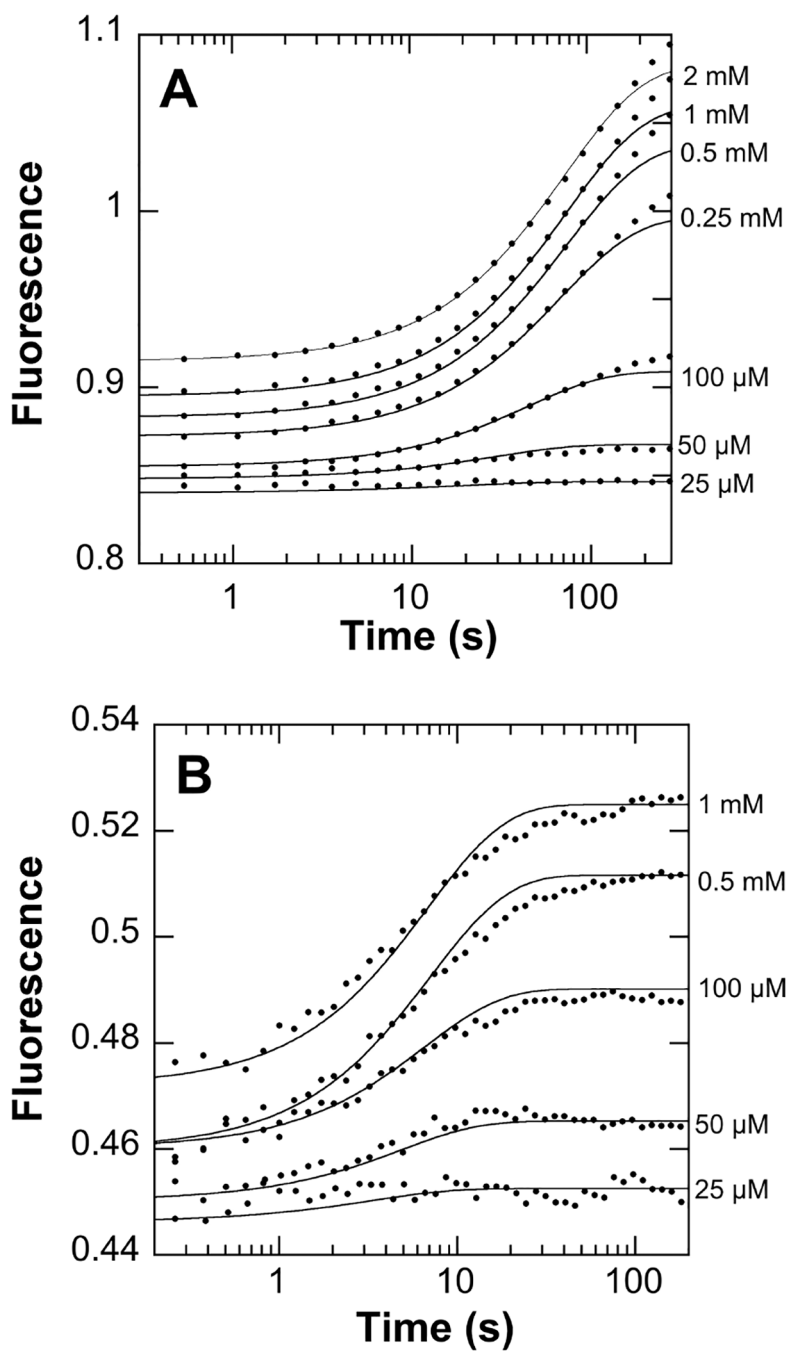 1.1
A
2 mM
1 mM
0.5 mM
1
0.25 mM
Fluorescence
0.9
100 µM
50 µM
25 µM
0.8
1 10 100
Time (s)
0.54
B
1 mM
0.52
0.5 mM
0.5
100 µM
Fluorescence
0.48
0.46
50 µM
25 µM
0.44
1 10 100
Time (s)